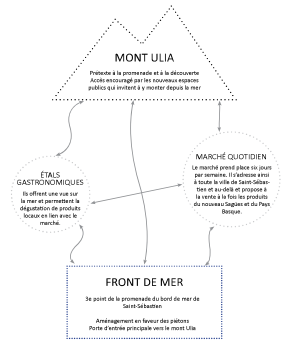 MONT ULIA
Prétexte à la promenade et à la découverte
Accès encouragé par les nouveaux espaces
publics qui invitent à y monter depuis la mer
MARCHÉ QUOTIDIEN
Le marché prend place six jours
par semaine. Il s'adresse ainsi
à toute la ville de Saint-Sébas-
tien et au-delà et propose à
la vente à la fois les produits
du nouveau Sagües et du Pays
Basque.
ÉTALS
GASTRONOMIQUES
Ils offrent une vue sur
la mer et permettent la
dégustation de produits
locaux en lien avec le
marché.
FRONT DE MER
3e point de la promenade du bord de mer de
Saint-Sébastien
Aménagement en faveur des piétons
Porte d'entrée principale vers le mont Ulia